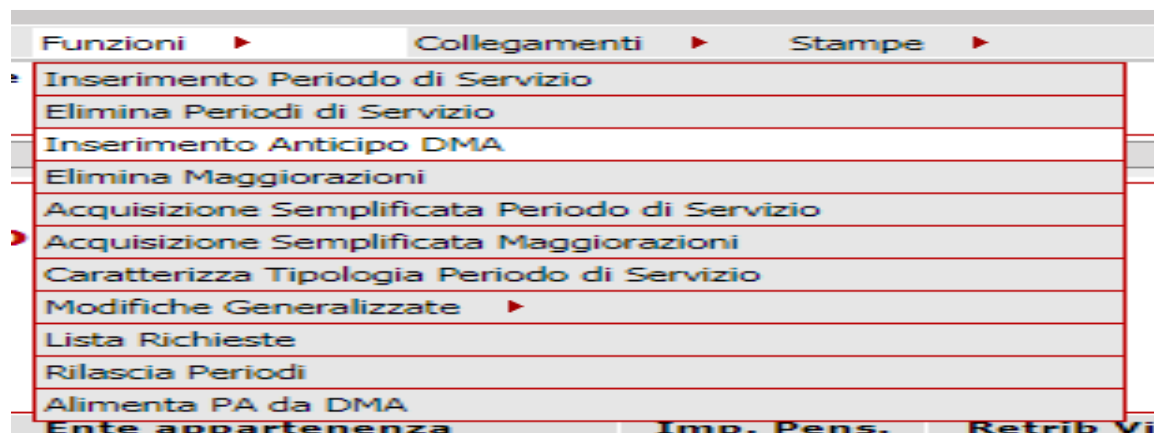 Funzioni Collegamenti Stampe
Inserimento Periodo di Servizio
Elimina Periodi di Servizio
Inserimento Anticipo DMA
Elimina Maggiorazioni
Acquisizione Semplificata Periodo di Servizio
Acquisizione Semplificata Maggiorazioni
Caratterizza Tipologia Periodo di Servizio
Modifiche Generalizzate
Lista Richieste
Rilascia Periodi
Alimenta PA da DMA
Ente appartenenza Imp. Pens. Retrib Vi